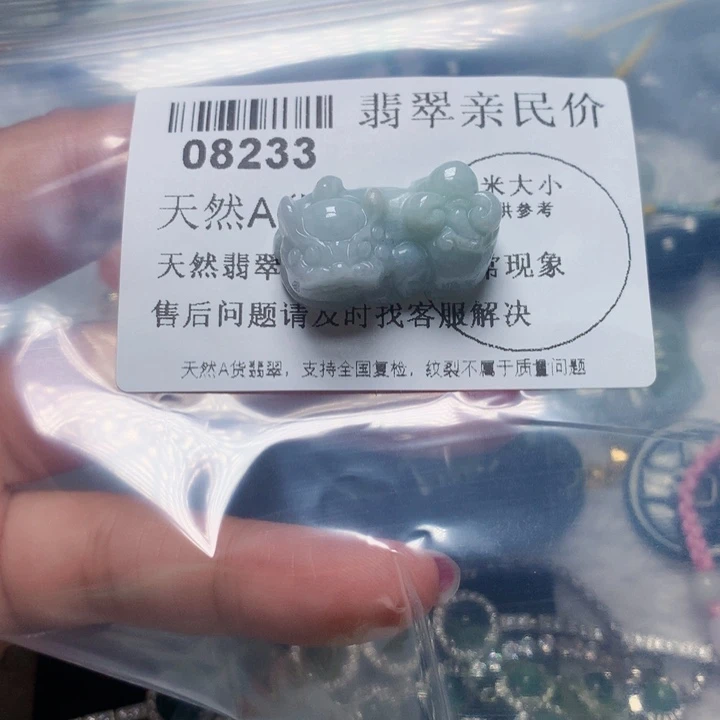 翡翠亲民价
08233
米大小
天然A
供参考
天然翡翠 常现象
售后问题请及时找客服解决
天然A货翡翠，支持全国复检，纹裂不属于质量问题